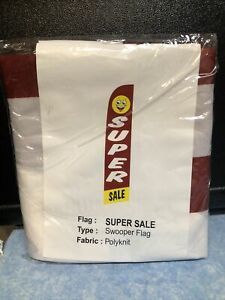 SUPER
SALE
Flag : SUPER SALE
Type : Swooper Flag
Fabric : Polyknit